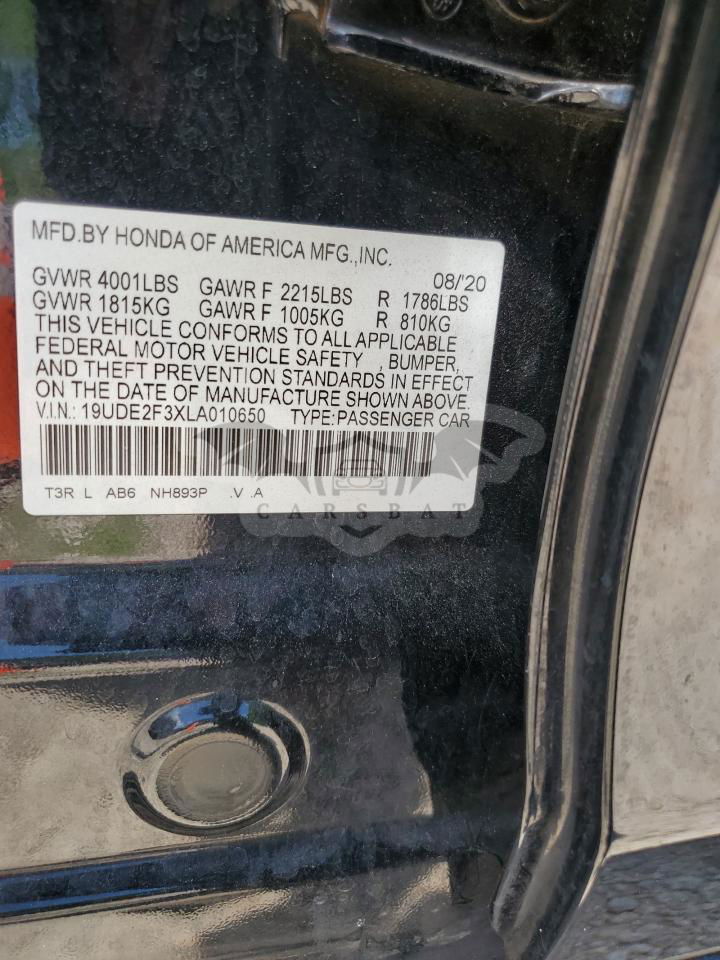 MFD.BY HONDA OF AMERICA MFG.,INC.
08/'20
GVWR 4001LBS GAWR F 2215LBS R 1786LBS
GVWR 1815KG GAWR F 1005KG R 810KG
THIS VEHICLE CONFORMS TO ALL APPLICABLE
FEDERAL MOTOR VEHICLE SAFETY , BUMPER,
AND THEFT PREVENTION STANDARDS IN EFFECT
ON THE DATE OF MANUFACTURE SHOWN ABOVE.
V.I.N.: 19UDE2F3XLA010650 TYPE:PASSENGER CAR
T3R L AB6 NH893P .V .A
CARSBAT